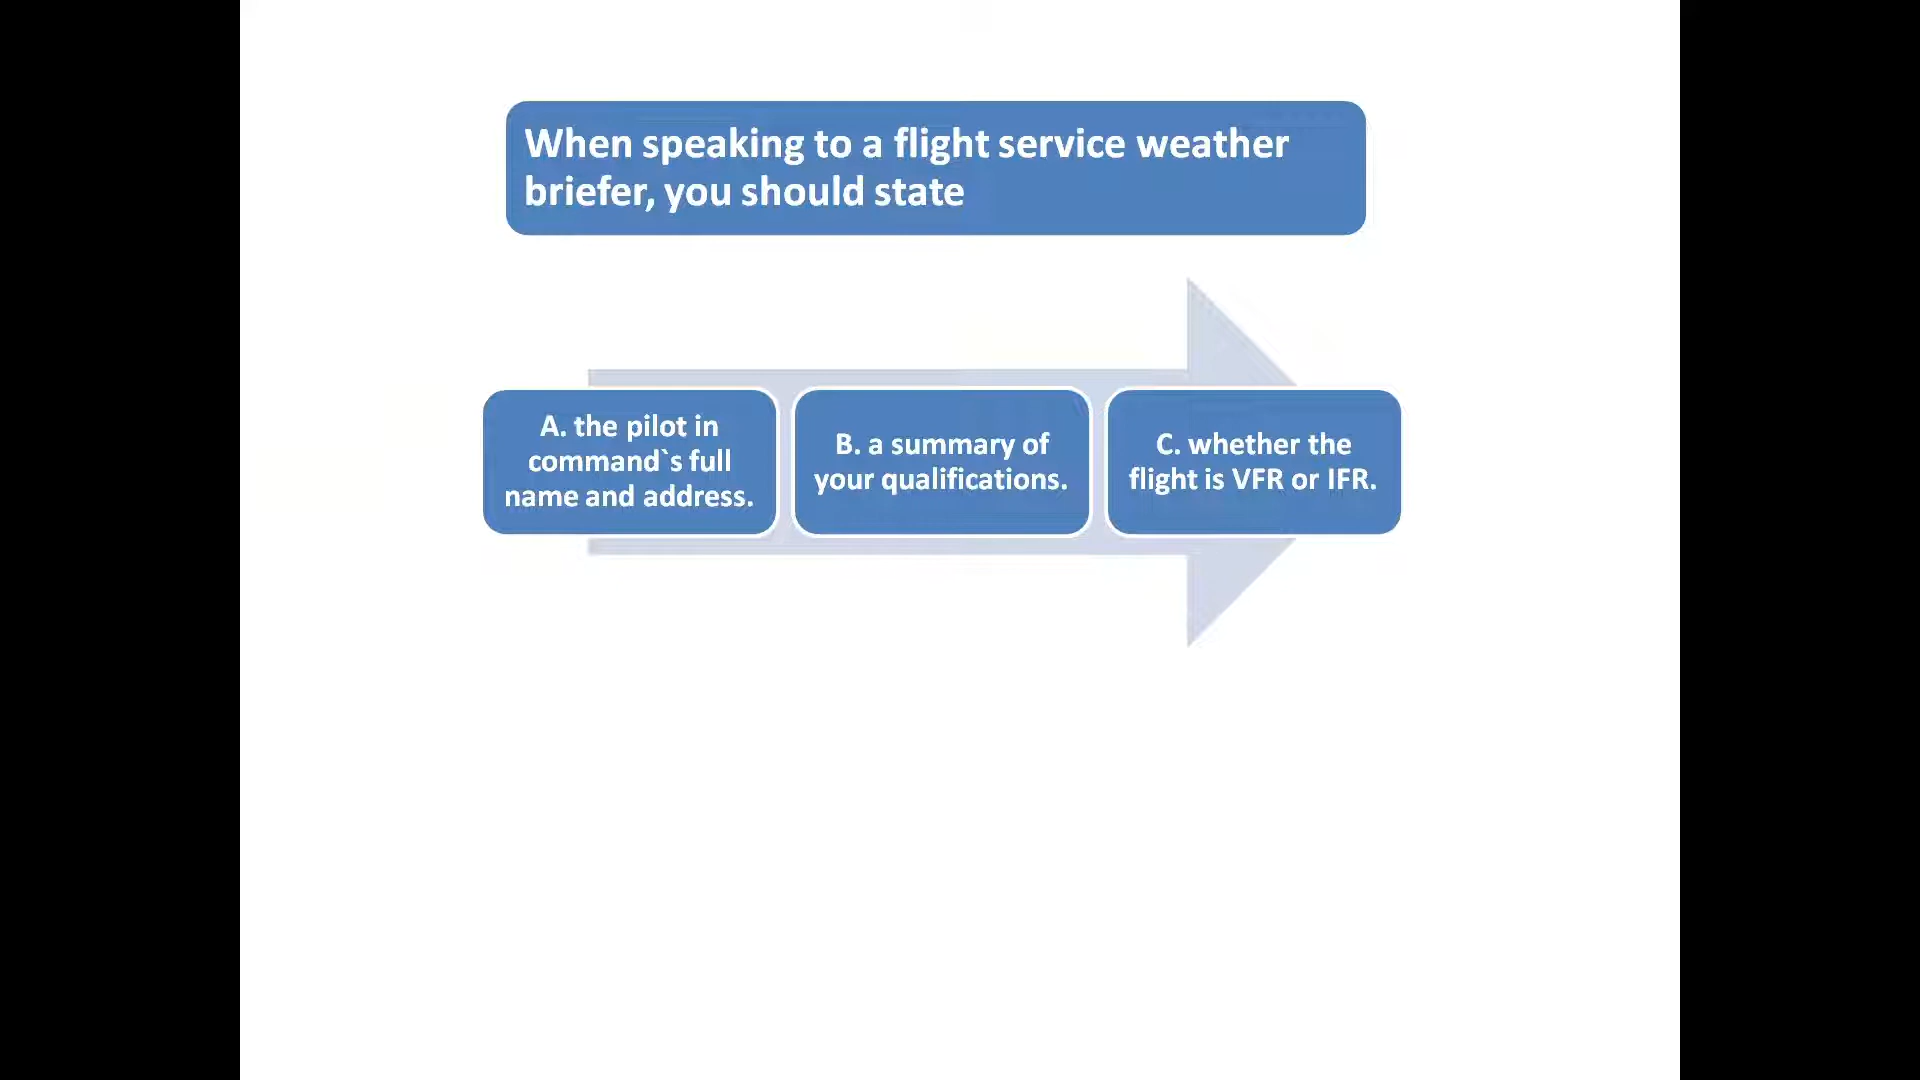 When speaking to a flight service weather
briefer, you should state
A. the pilot in
command`s full
name and address.
B. a summary of
your qualifications.
C. whether the
flight is VFR or IFR.